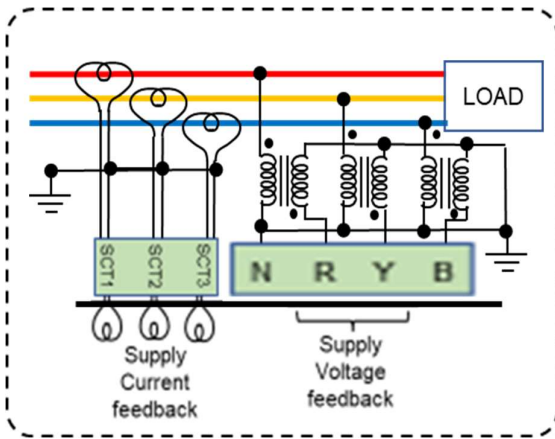 LOAD
SCT1
SCT2
SCT3
N R Y B
Supply
Current
feedback
Supply
Voltage
feedback